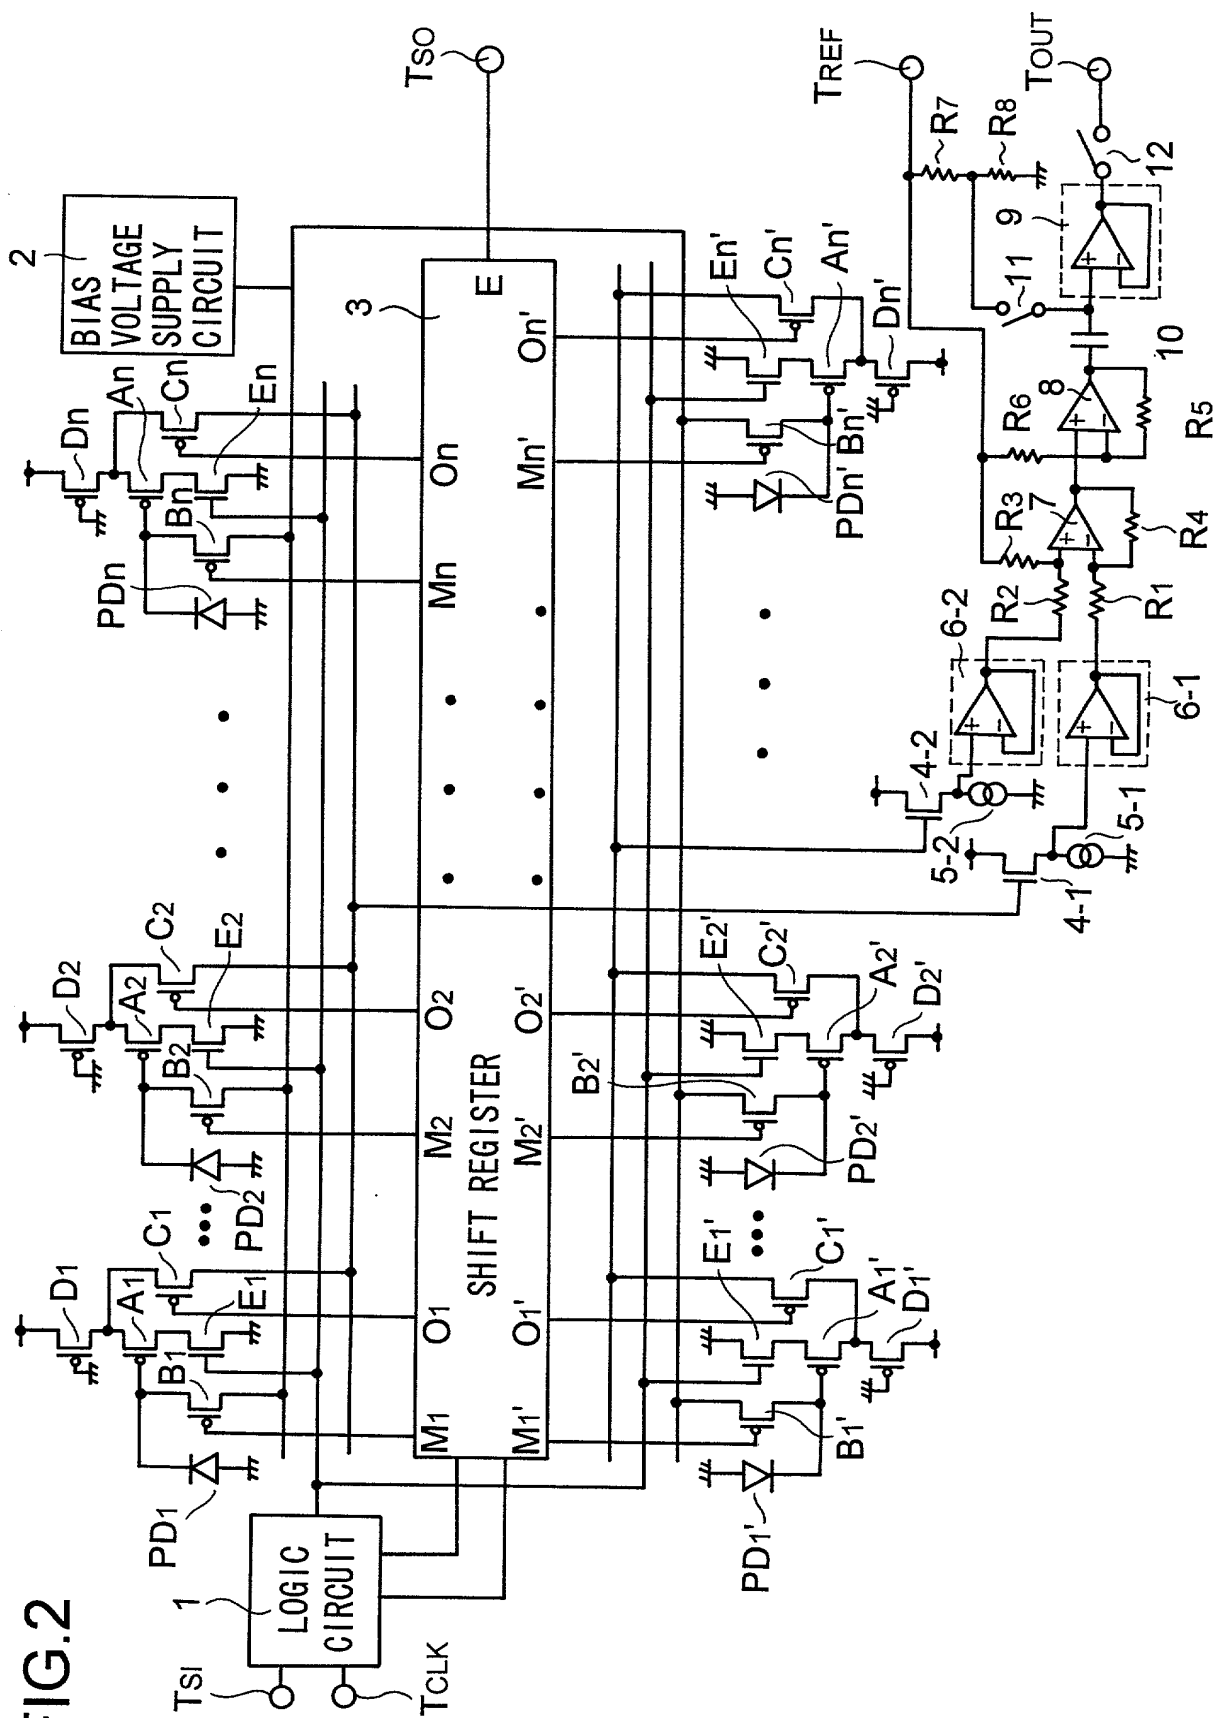 FIG.2
TSI
TCLK
1
LOGIC
CIRCUIT
2
BIAS
VOLTAGE
SUPPLY
CIRCUIT
3
SHIFT REGISTER
E
TSO
M1
O1
M2
O2
Mn
On
M1'
O1'
M2'
O2'
Mn'
On'
PD1
B1
A1
D1
E1
C1
PD2
B2
A2
D2
E2
C2
PDn
Bn
An
Dn
En
Cn
PD1'
B1'
E1'
A1'
D1'
C1'
PD2'
B2'
E2'
A2'
D2'
C2'
PDn'
Bn'
En'
An'
Dn'
Cn'
4-1
5-1
4-2
5-2
6-1
6-2
R1
R2
R3
R4
7
R5
R6
8
10
11
9
12
R7
R8
TREF
TOUT
+
−
+
−
+
−
+
−
+
−